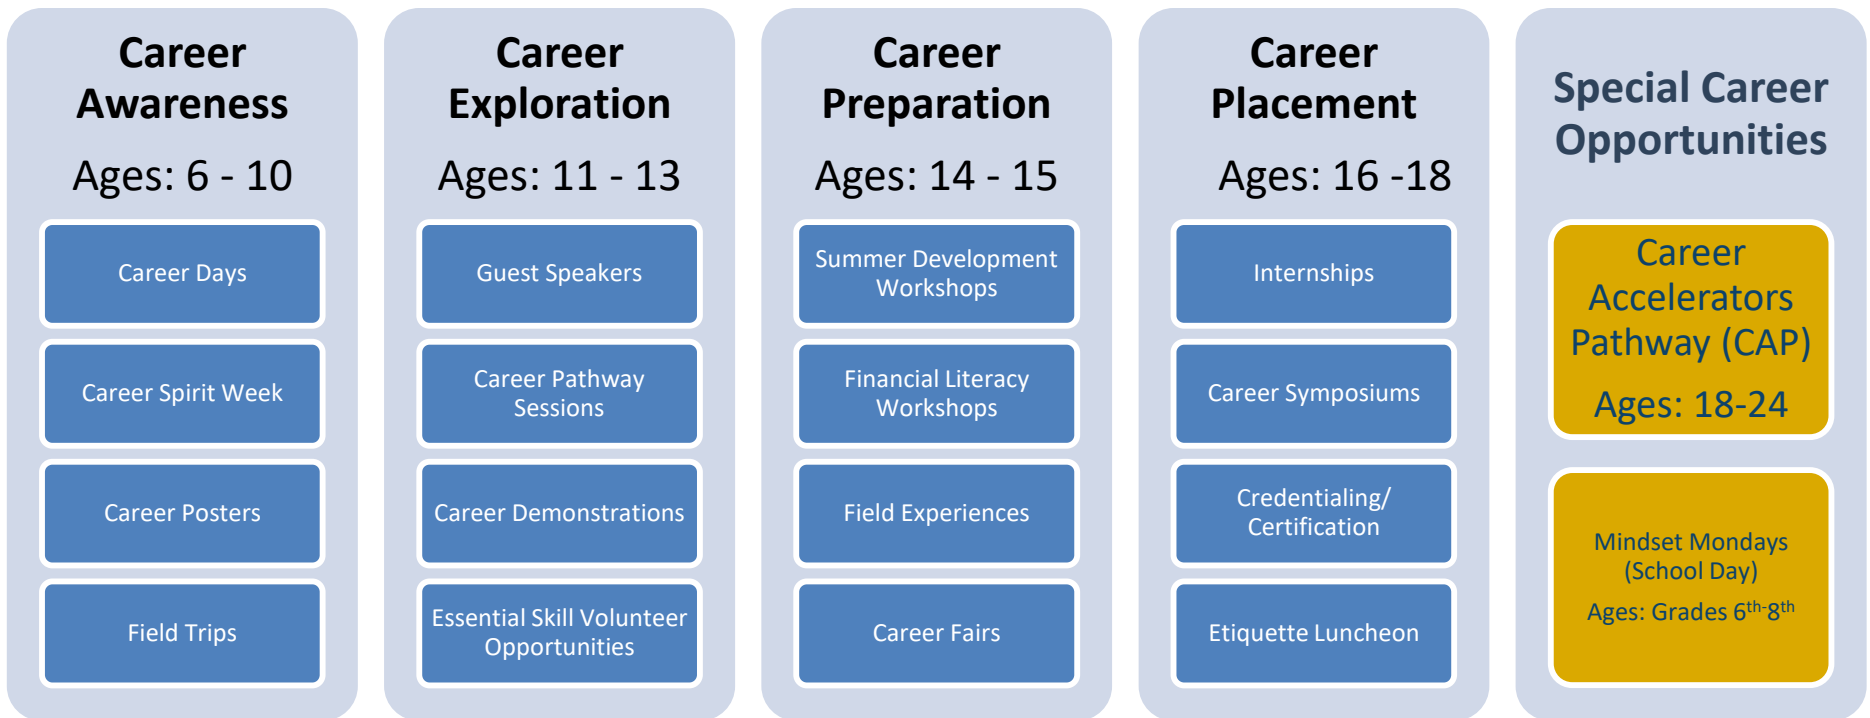 Career
Awareness
Ages: 6 - 10
Career Days
Career Spirit Week
Career Posters
Field Trips
Career
Exploration
Ages: 11 - 13
Guest Speakers
Career Pathway
Sessions
Career Demonstrations
Essential Skill Volunteer
Opportunities
Career
Preparation
Ages: 14 - 15
Summer Development
Workshops
Financial Literacy
Workshops
Field Experiences
Career Fairs
Career
Placement
Ages: 16 -18
Internships
Career Symposiums
Credentialing/
Certification
Etiquette Luncheon
Special Career
Opportunities
Career
Accelerators
Pathway (CAP)
Ages: 18-24
Mindset Mondays
(School Day)
Ages: Grades 6th-8th